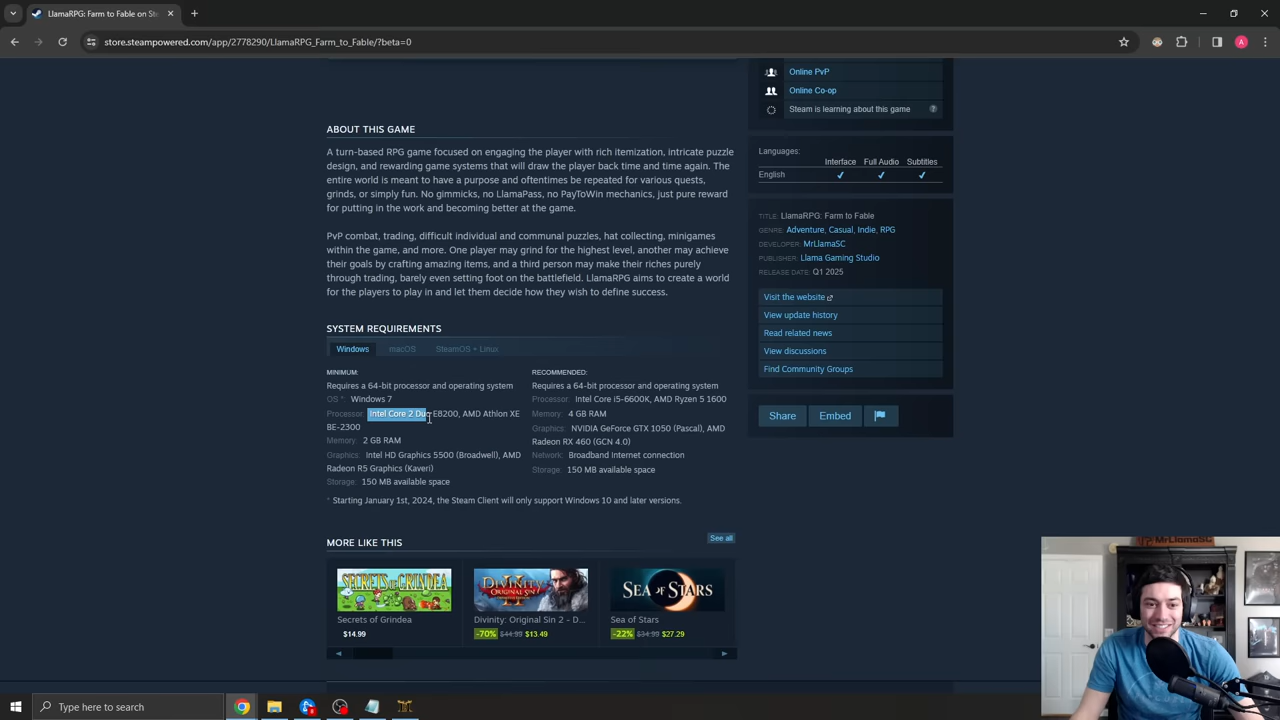 LlamaRPG: Farm to Fable on St
store.steampowered.com/app/2778290/LlamaRPG_Farm_to_Fable/?beta=0
A
Online PvP
Online Co-op
Steam is learning about this game ?
ABOUT THIS GAME
A turn-based RPG game focused on engaging the player with rich itemization, intricate puzzle
design, and rewarding game systems that will draw the player back time and time again. The
entire world is meant to have a purpose and oftentimes be repeated for various quests,
grinds, or simply fun. No gimmicks, no LlamaPass, no PayToWin mechanics, just pure reward
for putting in the work and becoming better at the game.
PvP combat, trading, difficult individual and communal puzzles, hat collecting, minigames
within the game, and more. One player may grind for the highest level, another may achieve
their goals by crafting amazing items, and a third person may make their riches purely
through trading, barely even setting foot on the battlefield. LlamaRPG aims to create a world
for the players to play in and let them decide how they wish to define success.
Languages:
Interface Full Audio Subtitles
English ✔ ✔ ✔
TITLE: LlamaRPG: Farm to Fable
GENRE: Adventure, Casual, Indie, RPG
DEVELOPER: MrLlamaSC
PUBLISHER: Llama Gaming Studio
RELEASE DATE: Q1 2025
Visit the website
View update history
Read related news
View discussions
Find Community Groups
Share Embed
SYSTEM REQUIREMENTS
Windows macOS SteamOS + Linux
MINIMUM:
Requires a 64-bit processor and operating system
OS *: Windows 7
Processor: Intel Core 2 Duo E8200, AMD Athlon XE
BE-2300
Memory: 2 GB RAM
Graphics: Intel HD Graphics 5500 (Broadwell), AMD
Radeon R5 Graphics (Kaveri)
Storage: 150 MB available space
RECOMMENDED:
Requires a 64-bit processor and operating system
Processor: Intel Core i5-6600K, AMD Ryzen 5 1600
Memory: 4 GB RAM
Graphics: NVIDIA GeForce GTX 1050 (Pascal), AMD
Radeon RX 460 (GCN 4.0)
Network: Broadband Internet connection
Storage: 150 MB available space
* Starting January 1st, 2024, the Steam Client will only support Windows 10 and later versions.
MORE LIKE THIS
See all
SECRETS OF GRINDEA
Secrets of Grindea
$14.99
DIVINITY II
ORIGINAL SIN
Divinity: Original Sin 2 - D...
-70% $44.99 $13.49
SEA OF STARS
Sea of Stars
-22% $34.99 $27.29
MrLlamaSC
Type here to search